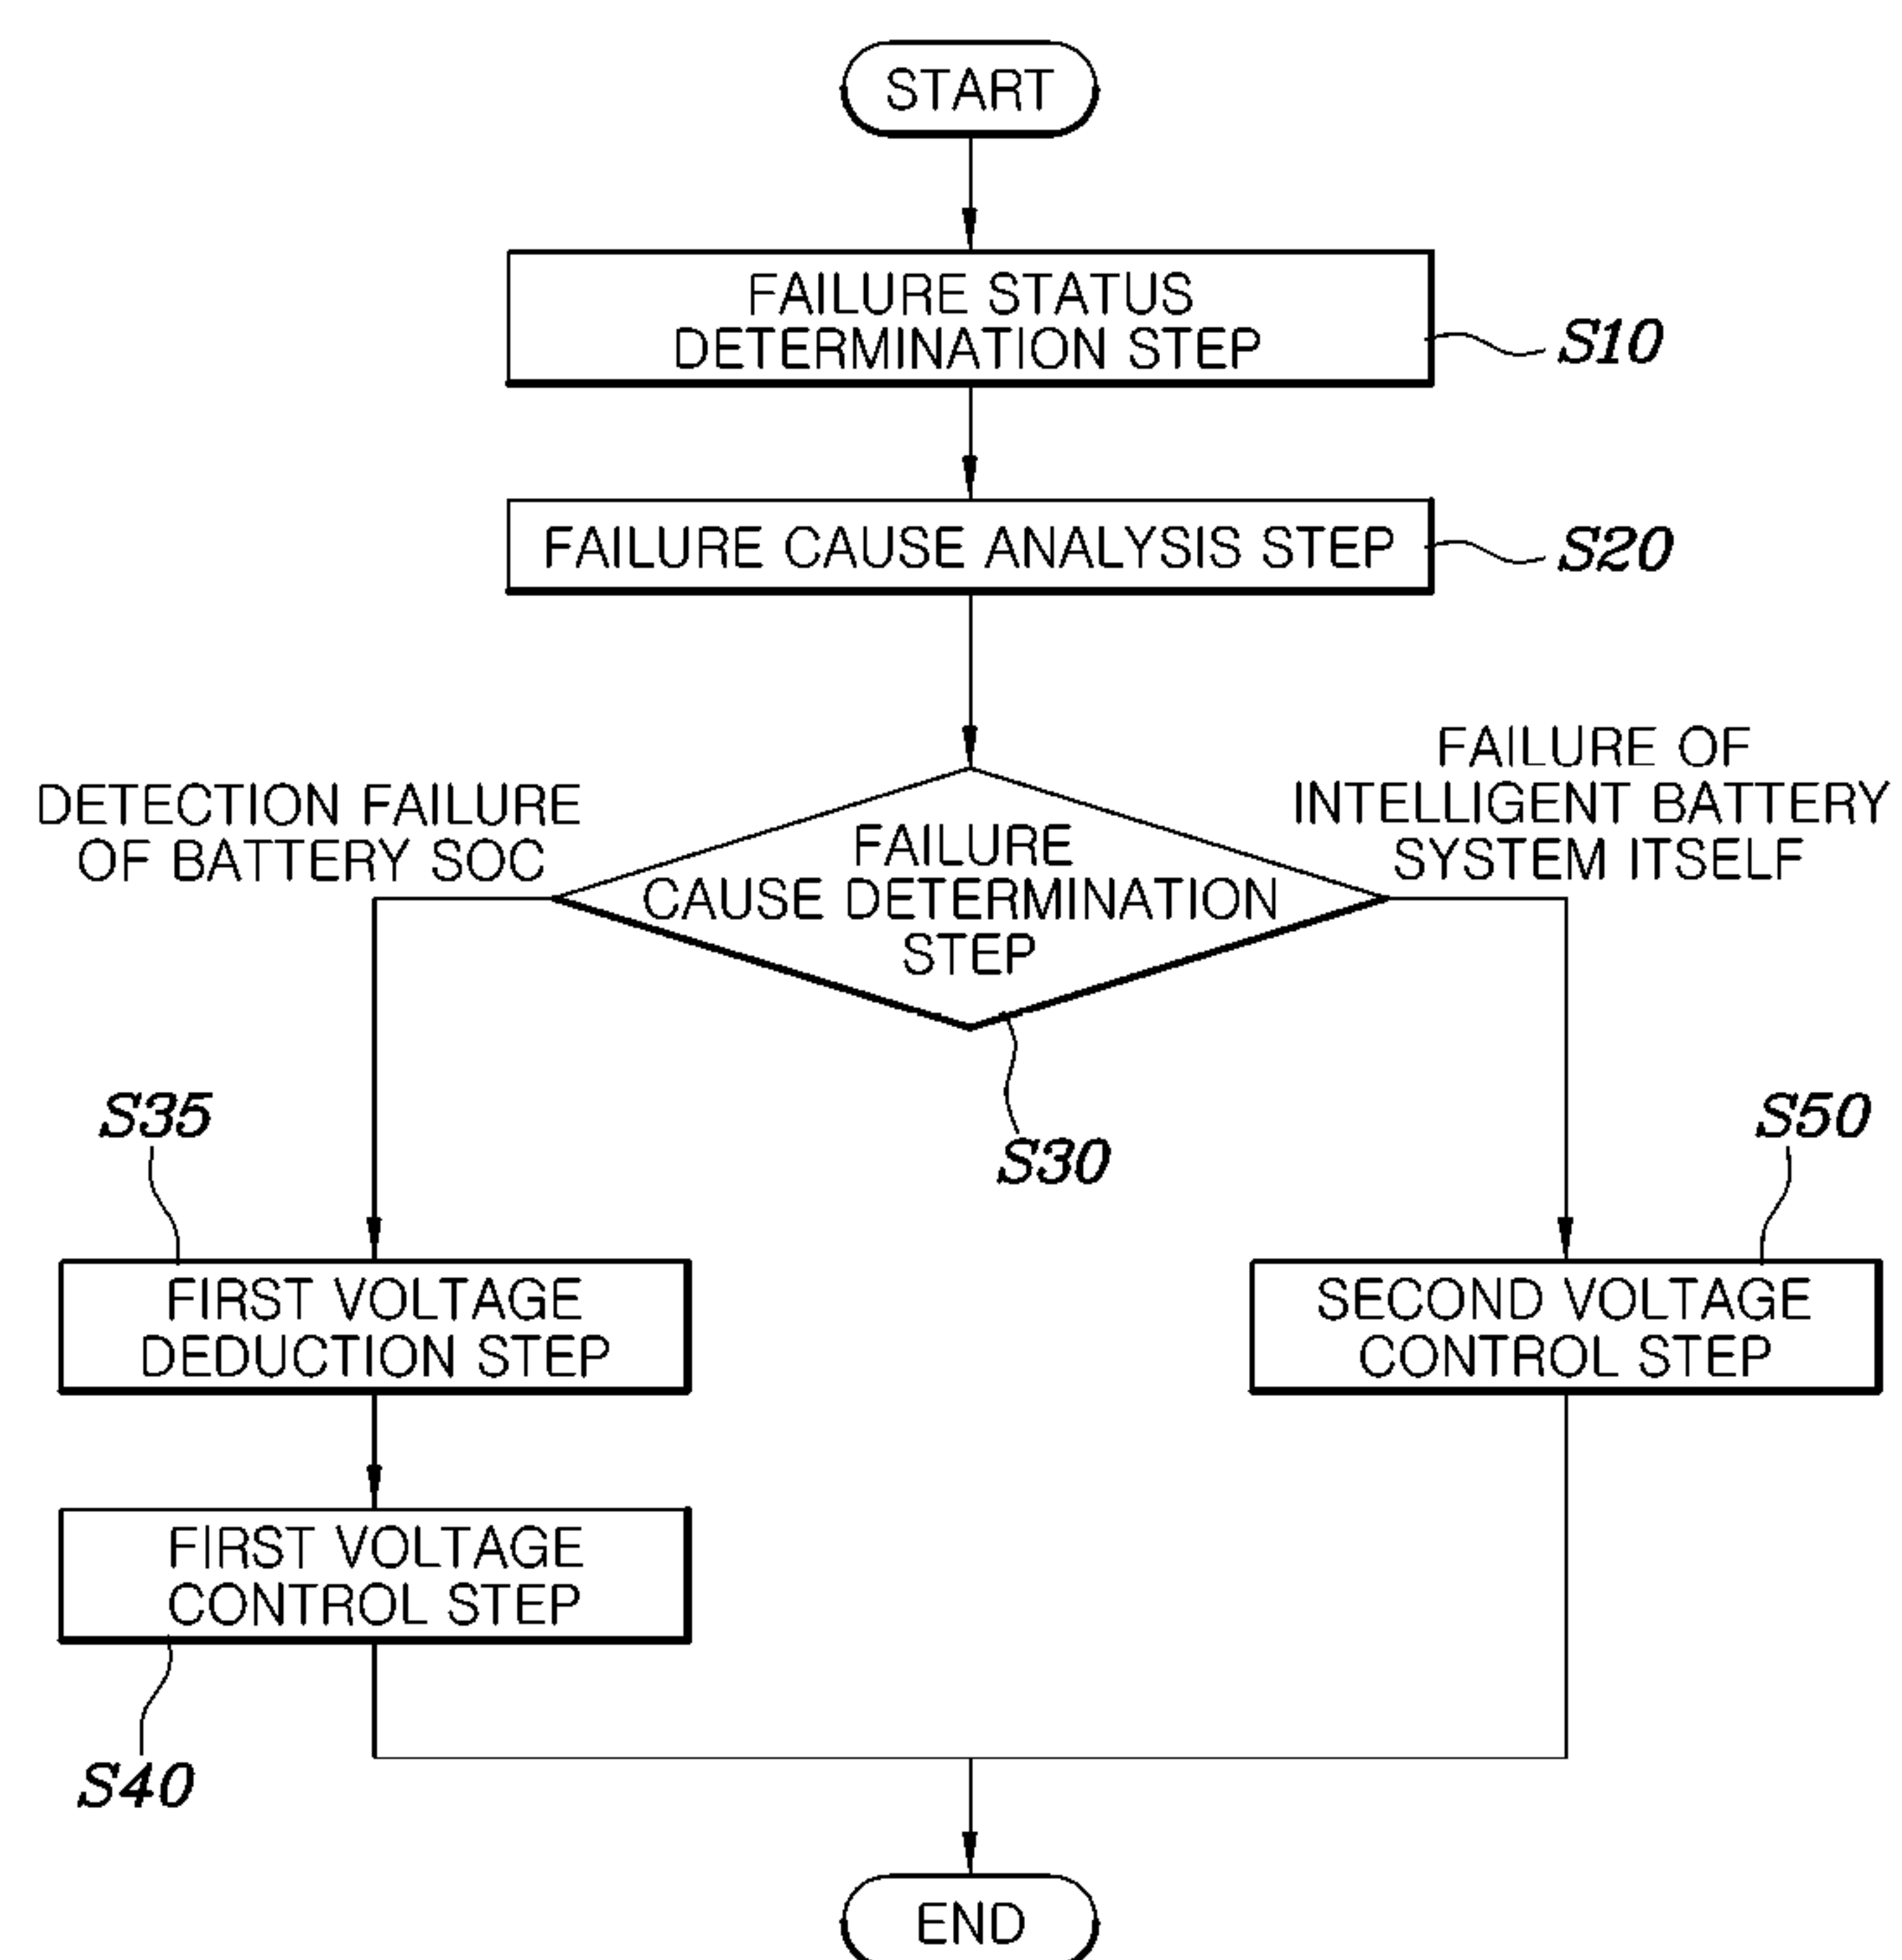 START
FAILURE STATUS
DETERMINATION STEP
S10
FAILURE CAUSE ANALYSIS STEP
S20
DETECTION FAILURE
OF BATTERY SOC
FAILURE
CAUSE DETERMINATION
STEP
FAILURE OF
INTELLIGENT BATTERY
SYSTEM ITSELF
S30
S35
FIRST VOLTAGE
DEDUCTION STEP
S50
SECOND VOLTAGE
CONTROL STEP
FIRST VOLTAGE
CONTROL STEP
S40
END